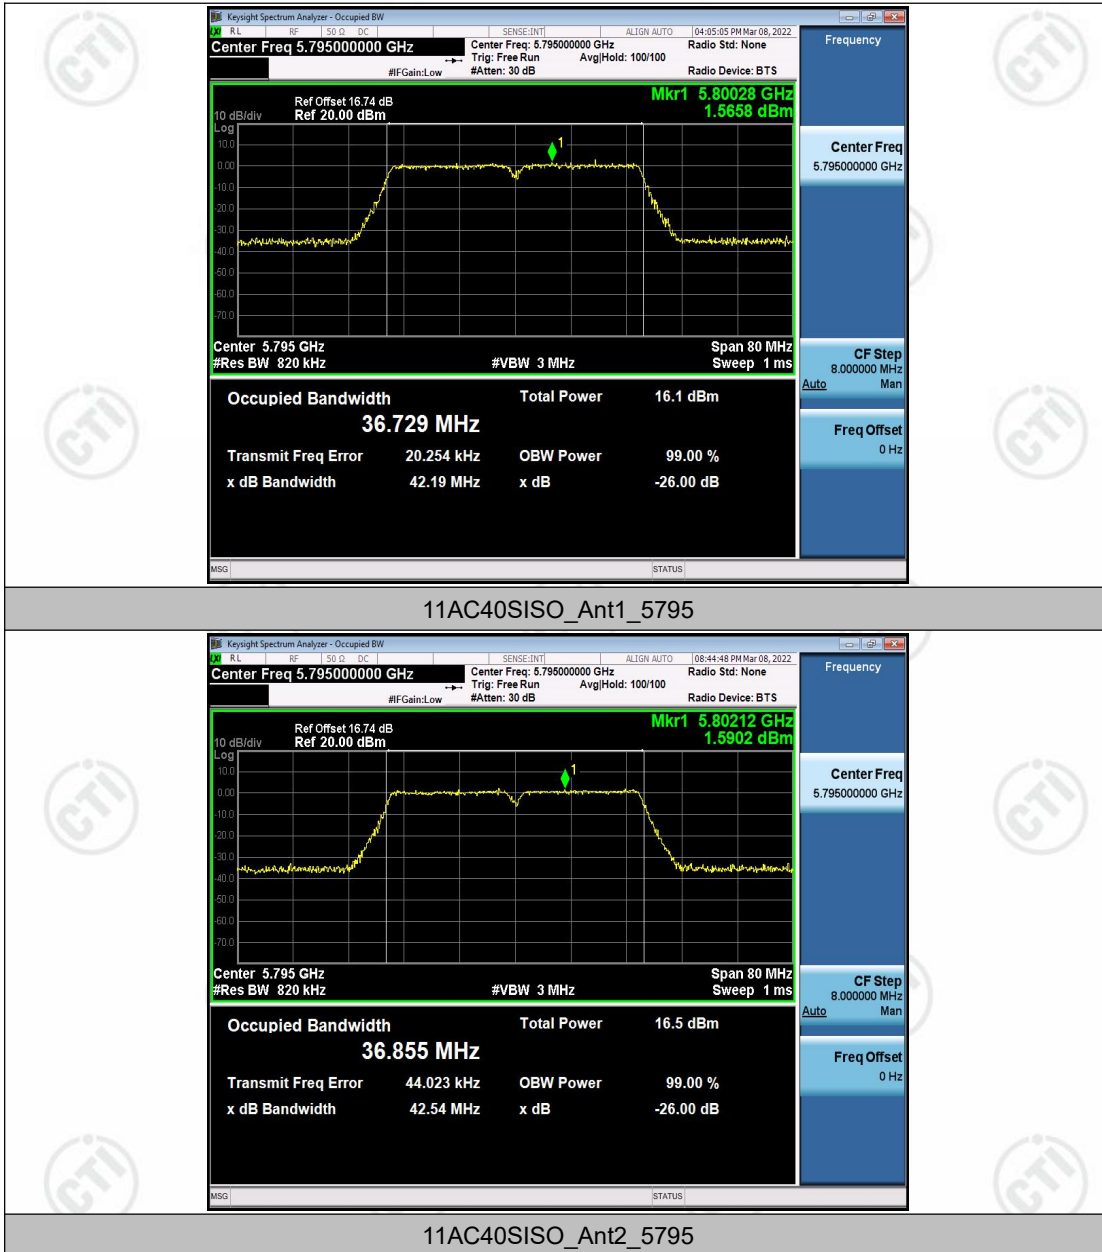 Keysight Spectrum Analyzer - Occupied BW
LXI RL RF 50 Ω DC SENSE:INT ALIGN AUTO 04:05:05 PM Mar 08, 2022
Center Freq 5.795000000 GHz
Center Freq: 5.795000000 GHz
Radio Std: None
Trig: Free Run Avg|Hold: 100/100
#IFGain:Low #Atten: 30 dB Radio Device: BTS
Frequency
Mkr1 5.80028 GHz
1.5658 dBm
Ref Offset 16.74 dB
10 dB/div Ref 20.00 dBm
Log
10.0
0.00
-10.0
-20.0
-30.0
-40.0
-50.0
-60.0
-70.0
1
Center 5.795 GHz Span 80 MHz
#Res BW 820 kHz #VBW 3 MHz Sweep 1 ms
Center Freq
5.795000000 GHz
CF Step
8.000000 MHz
Auto Man
Freq Offset
0 Hz
Occupied Bandwidth Total Power 16.1 dBm
36.729 MHz
Transmit Freq Error 20.254 kHz OBW Power 99.00 %
x dB Bandwidth 42.19 MHz x dB -26.00 dB
MSG STATUS
11AC40SISO_Ant1_5795
Keysight Spectrum Analyzer - Occupied BW
LXI RL RF 50 Ω DC SENSE:INT ALIGN AUTO 08:44:48 PM Mar 08, 2022
Center Freq 5.795000000 GHz
Center Freq: 5.795000000 GHz
Radio Std: None
Trig: Free Run Avg|Hold: 100/100
#IFGain:Low #Atten: 30 dB Radio Device: BTS
Frequency
Mkr1 5.80212 GHz
1.5902 dBm
Ref Offset 16.74 dB
10 dB/div Ref 20.00 dBm
Log
10.0
0.00
-10.0
-20.0
-30.0
-40.0
-50.0
-60.0
-70.0
1
Center 5.795 GHz Span 80 MHz
#Res BW 820 kHz #VBW 3 MHz Sweep 1 ms
Center Freq
5.795000000 GHz
CF Step
8.000000 MHz
Auto Man
Freq Offset
0 Hz
Occupied Bandwidth Total Power 16.5 dBm
36.855 MHz
Transmit Freq Error 44.023 kHz OBW Power 99.00 %
x dB Bandwidth 42.54 MHz x dB -26.00 dB
MSG STATUS
11AC40SISO_Ant2_5795
CTI
CTI
CTI
CTI
CTI
CTI
CTI
CTI